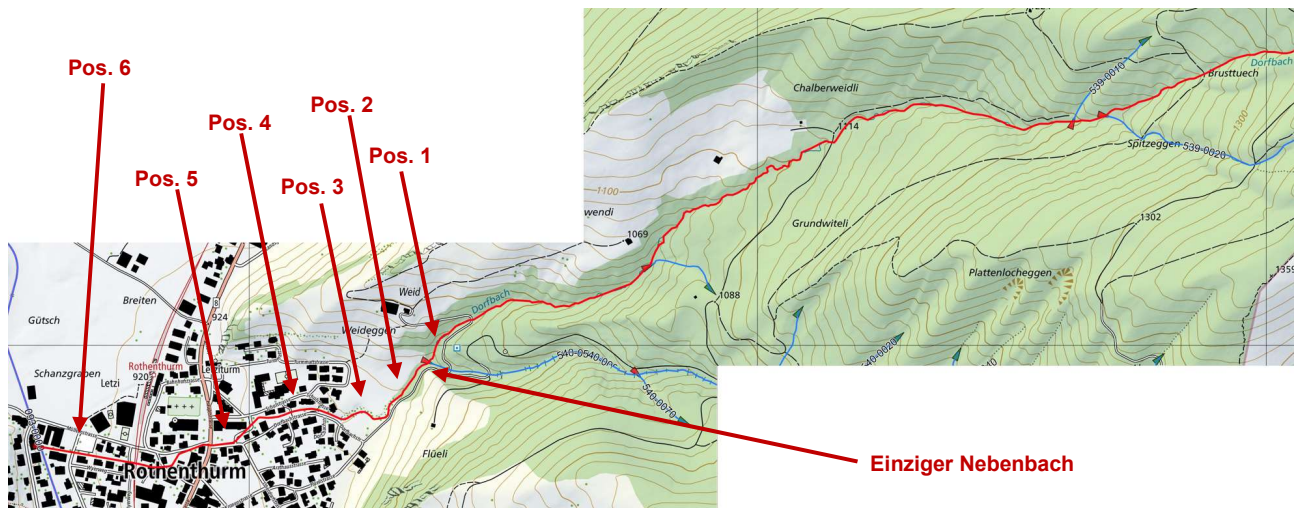 Pos. 6
Pos. 2
Pos. 4
Pos. 1
Pos. 3
Pos. 5
Einziger Nebenbach
Dorfbach
Brusttuech
539-0010
Chalberweidli
1300
1114
Spitzeggen
539-0020
1100
wendi
1069
Grundwiteli
1302
Plattenlocheggen
1359
1088
Weid
Dorfbach
Breiten
8
924
Gütsch
Weideggen
Rothenthurm
920
Letziturm
Schanzgraben
Letzi
540-0020
540-0070
Flüeli
Rothenthurm